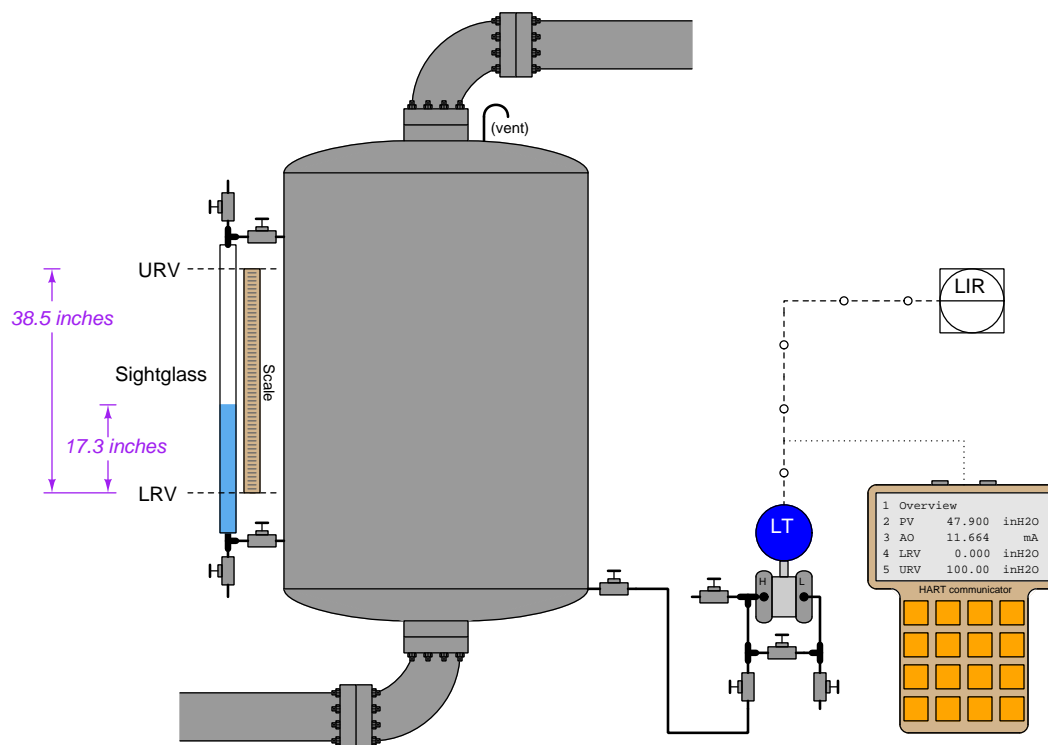 (vent)
URV
38.5 inches
Sightglass
Scale
17.3 inches
LRV
LIR
LT
H
L
1 Overview
2 PV 47.900 inH2O
3 AO 11.664 mA
4 LRV 0.000 inH2O
5 URV 100.00 inH2O
HART communicator